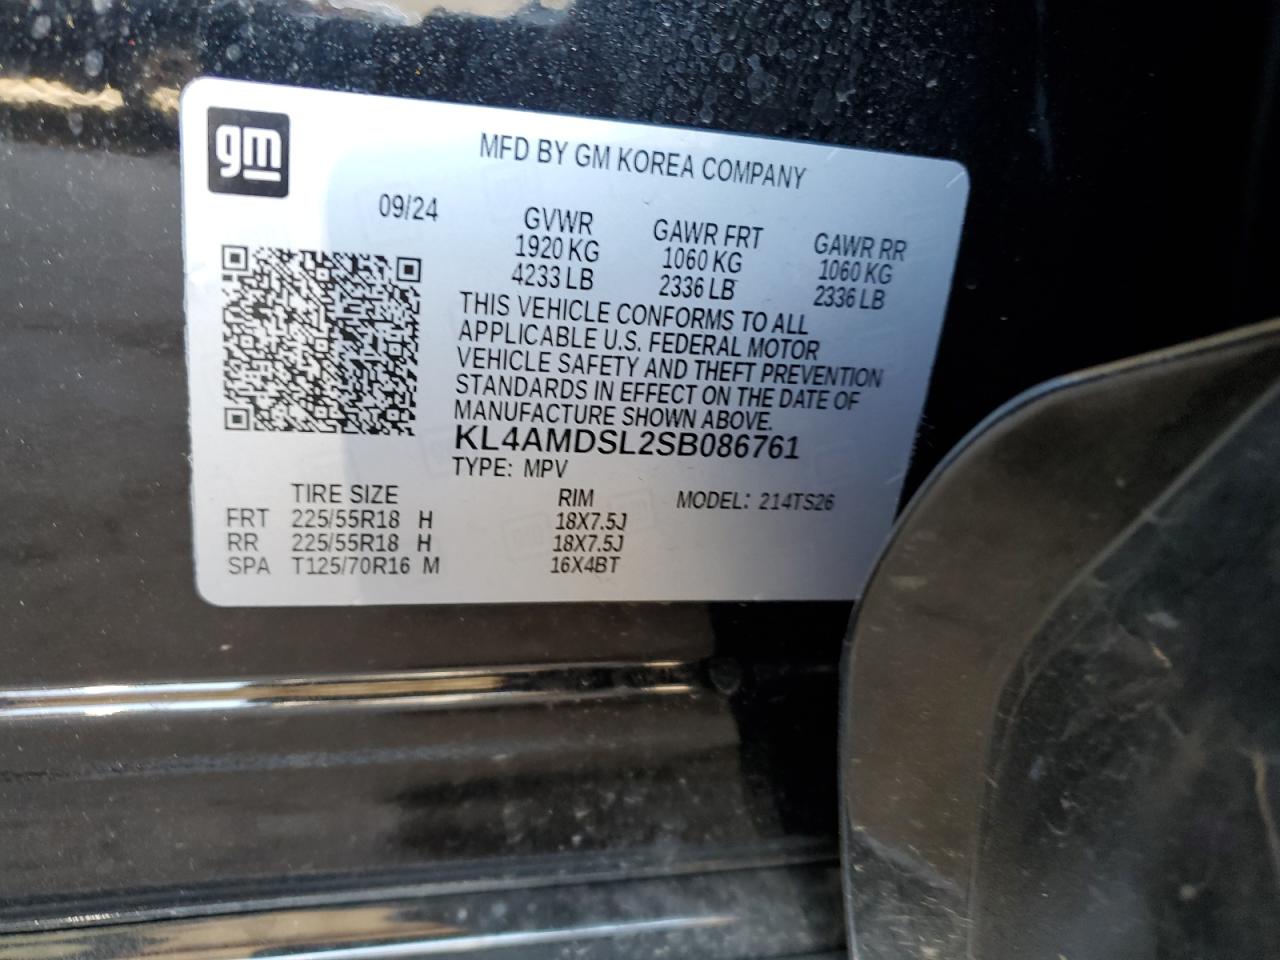 gm
MFD BY GM KOREA COMPANY
09/24
GVWR
1920 KG
4233 LB
GAWR FRT
1060 KG
2336 LB
GAWR RR
1060 KG
2336 LB
THIS VEHICLE CONFORMS TO ALL
APPLICABLE U.S. FEDERAL MOTOR
VEHICLE SAFETY AND THEFT PREVENTION
STANDARDS IN EFFECT ON THE DATE OF
MANUFACTURE SHOWN ABOVE.
KL4AMDSL2SB086761
TYPE: MPV
TIRE SIZE RIM MODEL: 214TS26
FRT 225/55R18 H 18X7.5J
RR 225/55R18 H 18X7.5J
SPA T125/70R16 M 16X4BT